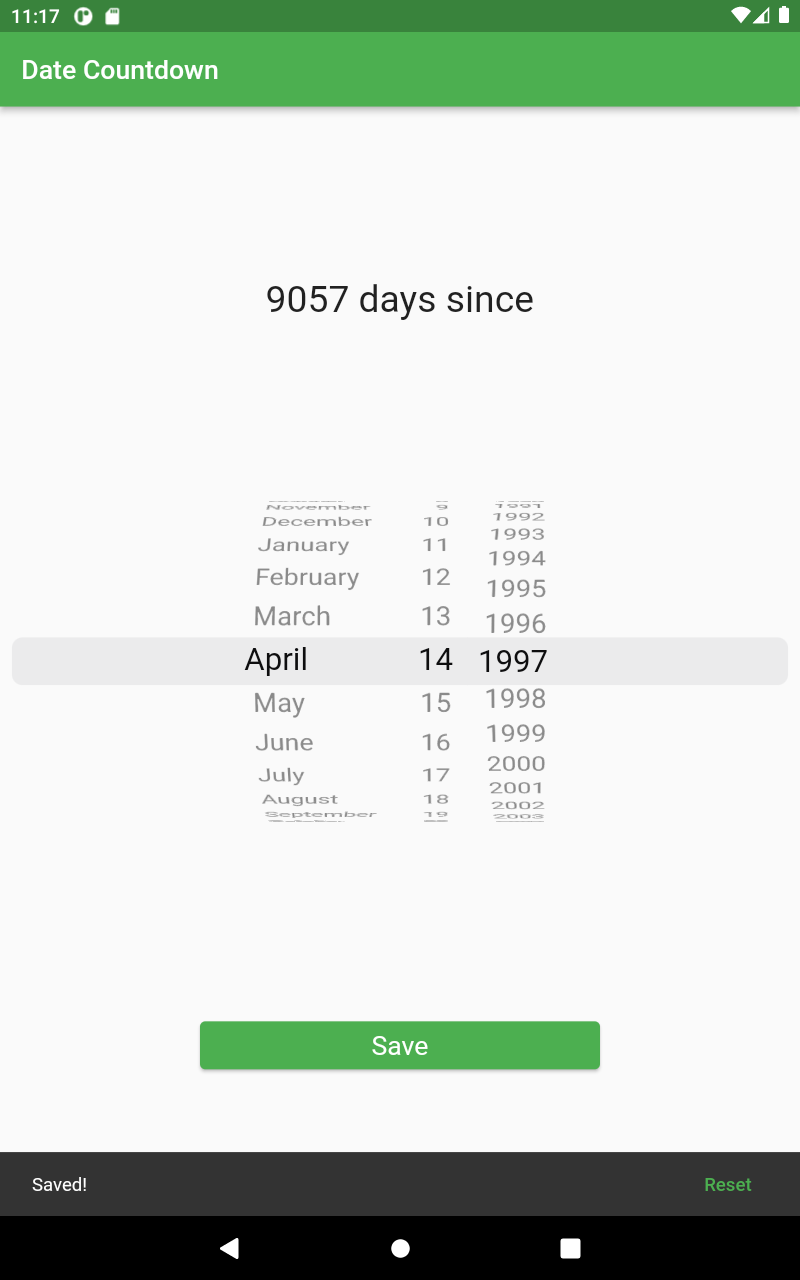 11:17
Date Countdown
9057 days since
November 9 1991
December 10 1992
January 11 1993
February 12 1994
March 13 1995
April 14 1996
May 15 1997
June 16 1998
July 17 1999
August 18 2000
September 19 2001
2002
2003
Save
Saved! Reset